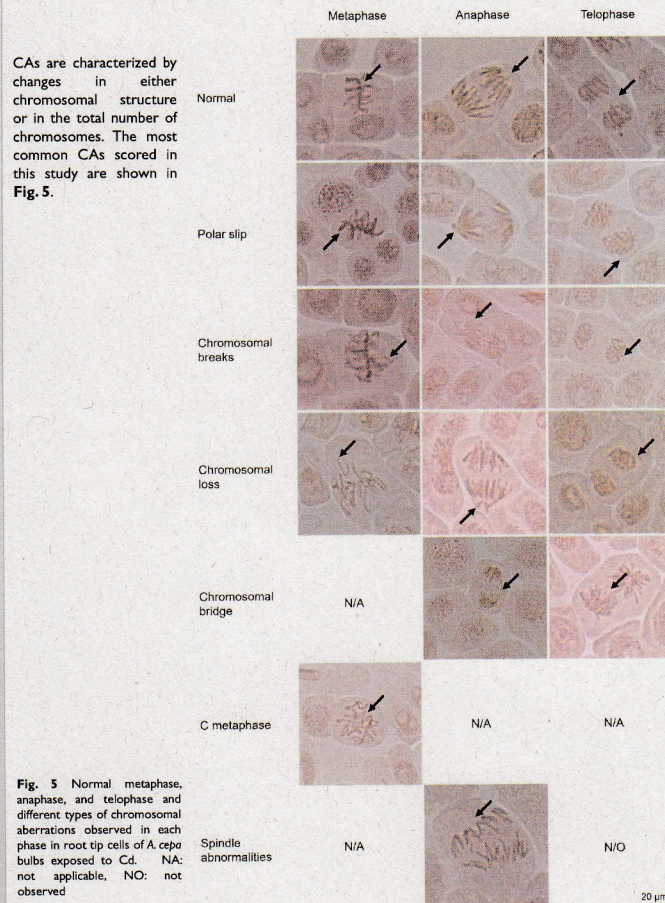 Metaphase Anaphase Telophase
CAs are characterized by
changes in either
chromosomal structure
or in the total number of
chromosomes. The most
common CAs scored in
this study are shown in
Fig. 5.
Normal
Polar slip
Chromosomal
breaks
Chromosomal
loss
Chromosomal
bridge
N/A
C metaphase
N/A N/A
Fig. 5 Normal metaphase,
anaphase, and telophase and
different types of chromosomal
aberrations observed in each
phase in root tip cells of A. cepa
bulbs exposed to Cd. NA:
not applicable, NO: not
observed
Spindle
abnormalities
N/A N/O
20 µm